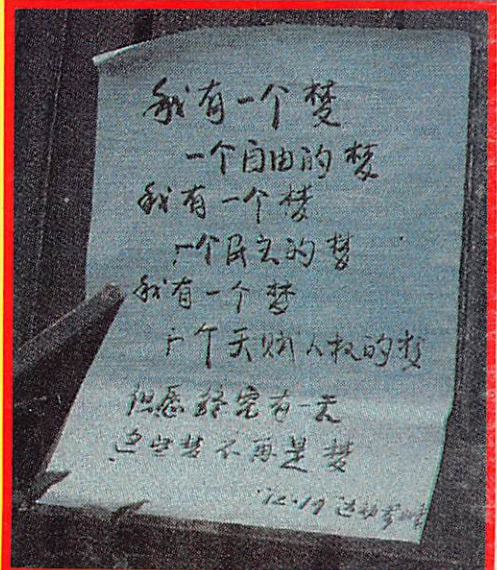 我有一个梦
一个自由的梦
我有一个梦
一个民主的梦
我有一个梦
一个天赋人权的梦
但愿终究有一天
这些梦不再是梦